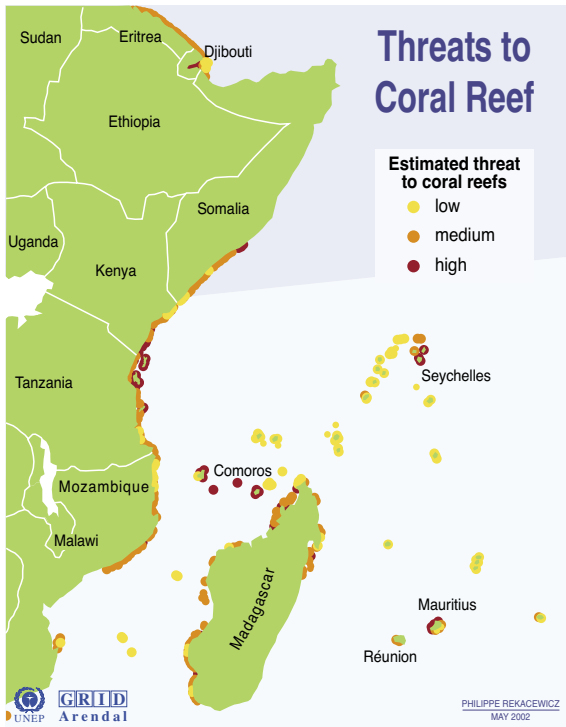 Threats to
Coral Reef
Estimated threat
to coral reefs
low
medium
high
Sudan
Eritrea
Djibouti
Ethiopia
Somalia
Uganda
Kenya
Tanzania
Seychelles
Comoros
Mozambique
Malawi
Madagascar
Mauritius
Réunion
UNEP
GRID
Arendal
PHILIPPE REKACEWICZ
MAY 2002